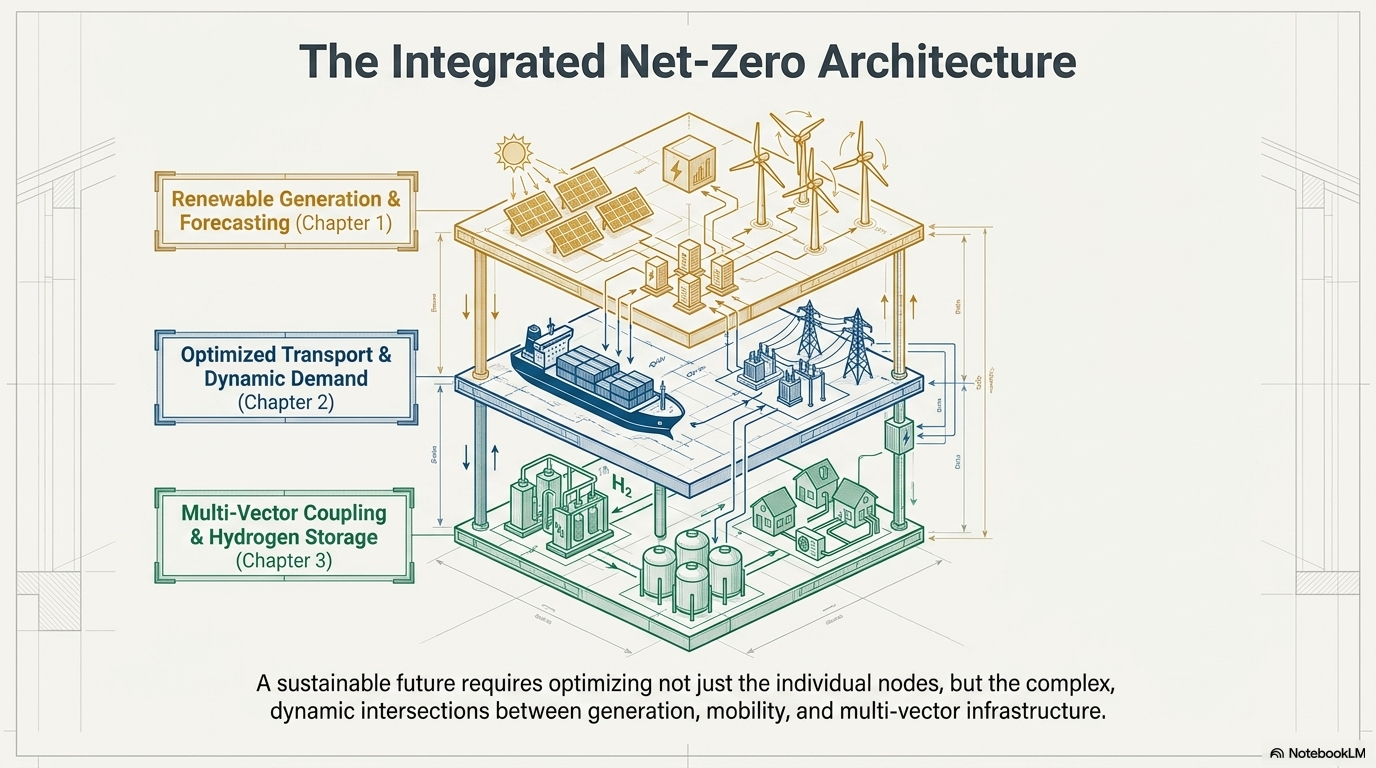 The Integrated Net-Zero Architecture
Renewable Generation &
Forecasting (Chapter 1)
Optimized Transport &
Dynamic Demand
(Chapter 2)
Multi-Vector Coupling
& Hydrogen Storage
(Chapter 3)
H2
A sustainable future requires optimizing not just the individual nodes, but the complex,
dynamic intersections between generation, mobility, and multi-vector infrastructure.
NotebookLM